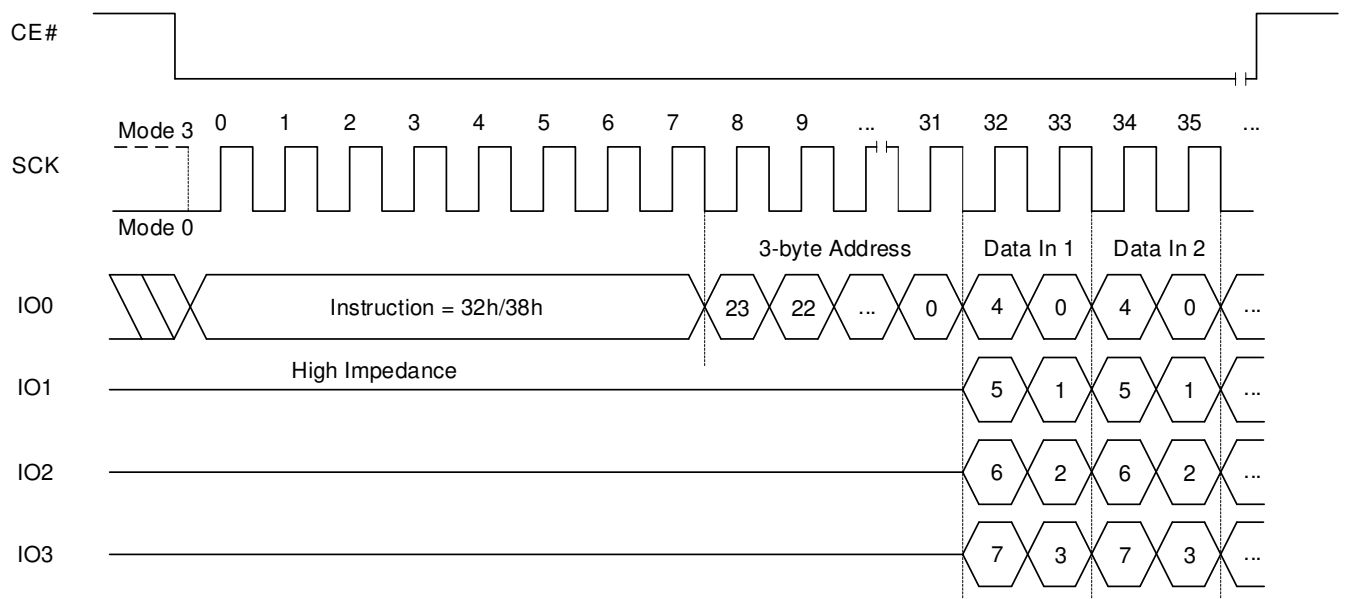 CE#
Mode 3 0 1 2 3 4 5 6 7 8 9 ... 31 32 33 34 35 ...
SCK
Mode 0
3-byte Address Data In 1 Data In 2
IO0 Instruction = 32h/38h 23 22 ... 0 4 0 4 0 ...
High Impedance
IO1 5 1 5 1 ...
IO2 6 2 6 2 ...
IO3 7 3 7 3 ...